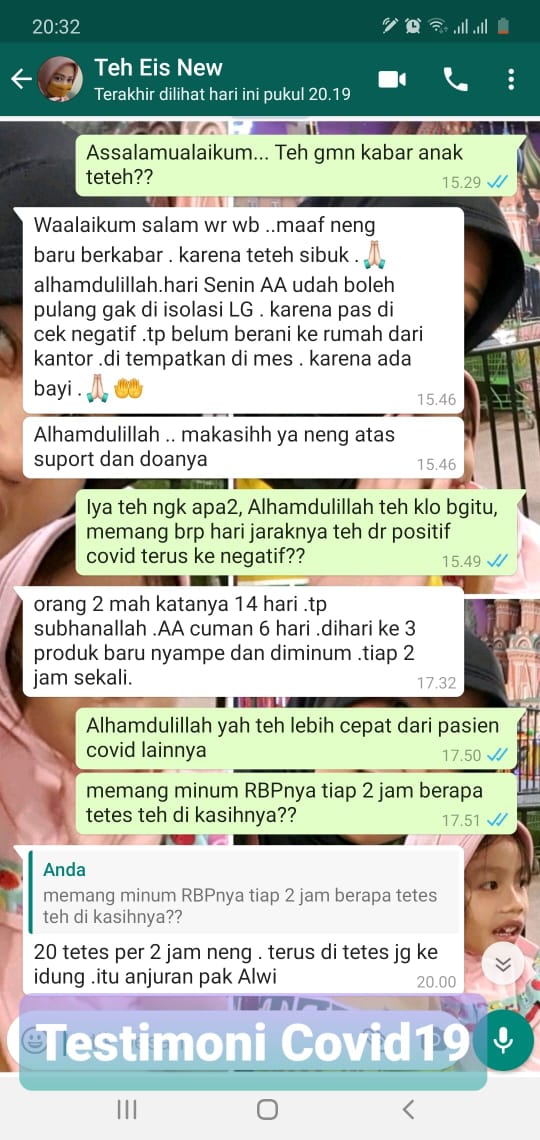 20:32
Teh Eis New
Terakhir dilihat hari ini pukul 20.19
Assalamualaikum... Teh gmn kabar anak
teteh??
15.29
Waalaikum salam wr wb ..maaf neng
baru berkabar . karena teteh sibuk .🙏🏻
alhamdulillah.hari Senin AA udah boleh
pulang gak di isolasi LG . karena pas di
cek negatif .tp belum berani ke rumah dari
kantor .di tempatkan di mes . karena ada
bayi .🙏🏻🤲
15.46
Alhamdulillah .. makasihh ya neng atas
suport dan doanya
15.46
Iya teh ngk apa2, Alhamdulillah teh klo bgitu,
memang brp hari jaraknya teh dr positif
covid terus ke negatif??
15.49
orang 2 mah katanya 14 hari .tp
subhanallah .AA cuman 6 hari .dihari ke 3
produk baru nyampe dan diminum .tiap 2
jam sekali.
17.32
Alhamdulillah yah teh lebih cepat dari pasien
covid lainnya
17.50
memang minum RBPnya tiap 2 jam berapa
tetes teh di kasihnya??
17.51
Anda
memang minum RBPnya tiap 2 jam berapa tetes
teh di kasihnya??
20 tetes per 2 jam neng . terus di tetes jg ke
idung .itu anjuran pak Alwi
20.00
Testimoni Covid19